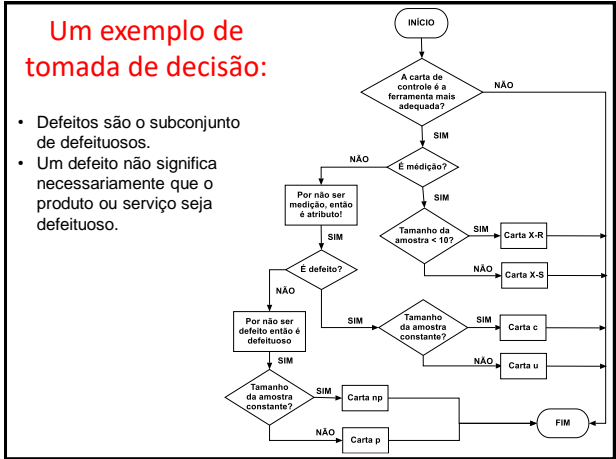 Um exemplo de
tomada de decisão:
• Defeitos são o subconjunto
de defeituosos.
• Um defeito não significa
necessariamente que o
produto ou serviço seja
defeituoso.
INÍCIO
A carta de
controle é a
ferramenta mais
adequada?
NÃO
SIM
É médição?
NÃO
SIM
Por não ser
medição, então
é atributo!
SIM
Tamanho da
amostra < 10?
SIM
Carta X-R
NÃO
Carta X-S
É defeito?
NÃO
SIM
Por não ser
defeito então é
defeituoso
SIM
Tamanho
da amostra
constante?
SIM
Carta c
NÃO
Carta u
Tamanho
da amostra
constante?
SIM
Carta np
NÃO
Carta p
FIM